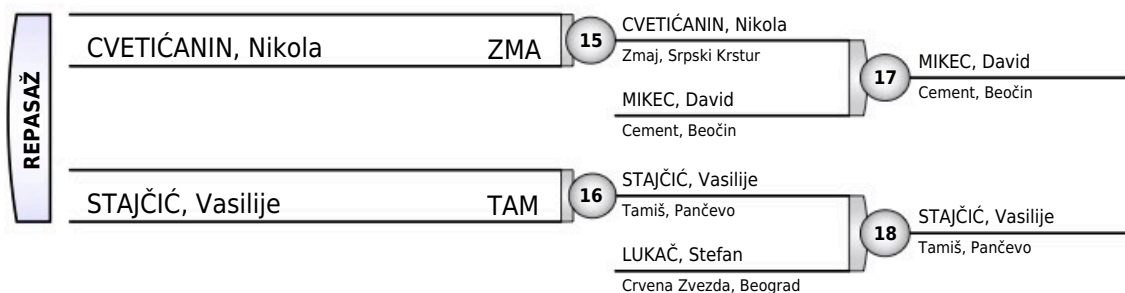 REPASAŽ
CVETIĆANIN, Nikola ZMA
15
CVETIĆANIN, Nikola
Zmaj, Srpski Krstur
MIKEC, David
Cement, Beočin
17
MIKEC, David
Cement, Beočin
STAJČIĆ, Vasilije TAM
16
STAJČIĆ, Vasilije
Tamiš, Pančevo
LUKAČ, Stefan
Crvena Zvezda, Beograd
18
STAJČIĆ, Vasilije
Tamiš, Pančevo